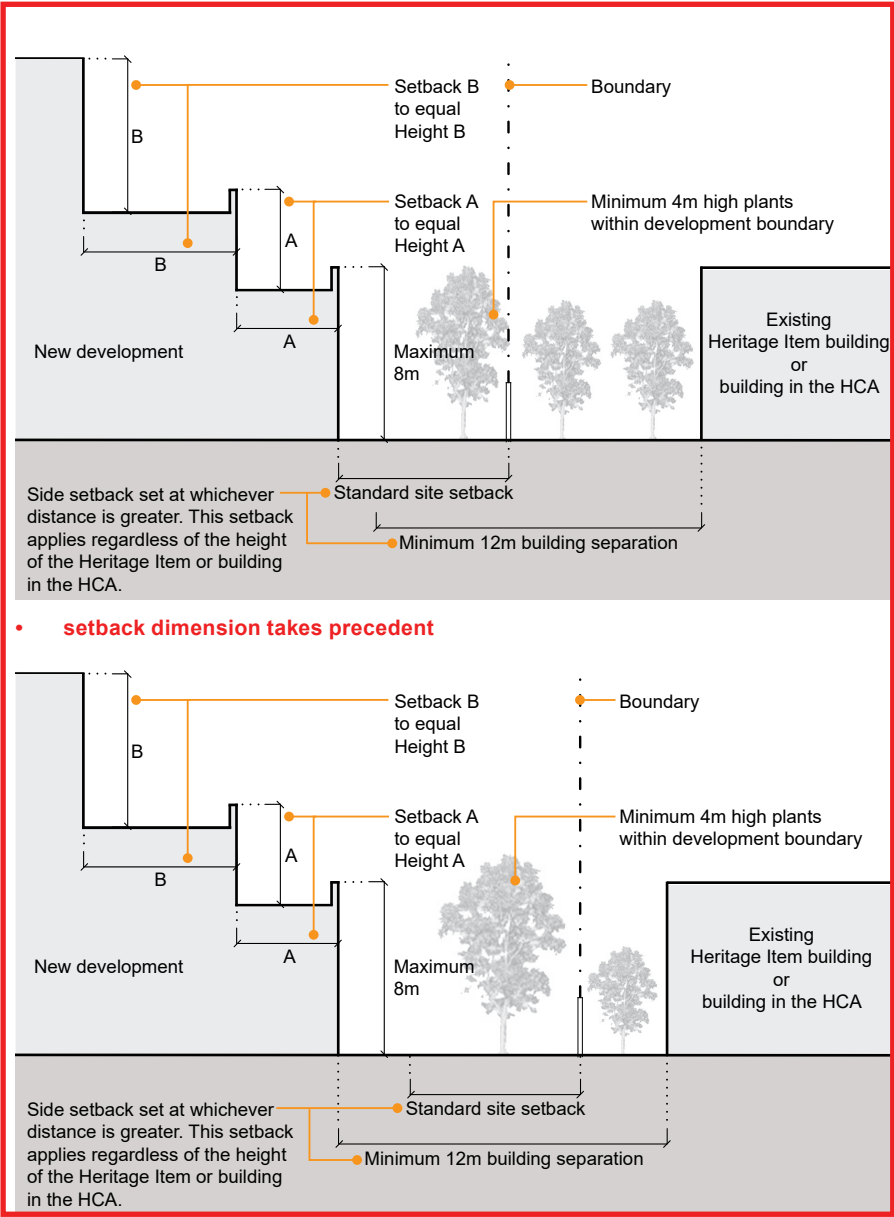 Setback B
to equal
Height B
Boundary
B
Setback A
to equal
Height A
Minimum 4m high plants
within development boundary
A
B
Existing
Heritage Item building
or
building in the HCA
New development
A
Maximum
8m
Side setback set at whichever
distance is greater. This setback
applies regardless of the height
of the Heritage Item or building
in the HCA.
Standard site setback
Minimum 12m building separation
• setback dimension takes precedent
Setback B
to equal
Height B
Boundary
B
Setback A
to equal
Height A
Minimum 4m high plants
within development boundary
A
B
Existing
Heritage Item building
or
building in the HCA
New development
A
Maximum
8m
Side setback set at whichever
distance is greater. This setback
applies regardless of the height
of the Heritage Item or building
in the HCA.
Standard site setback
Minimum 12m building separation